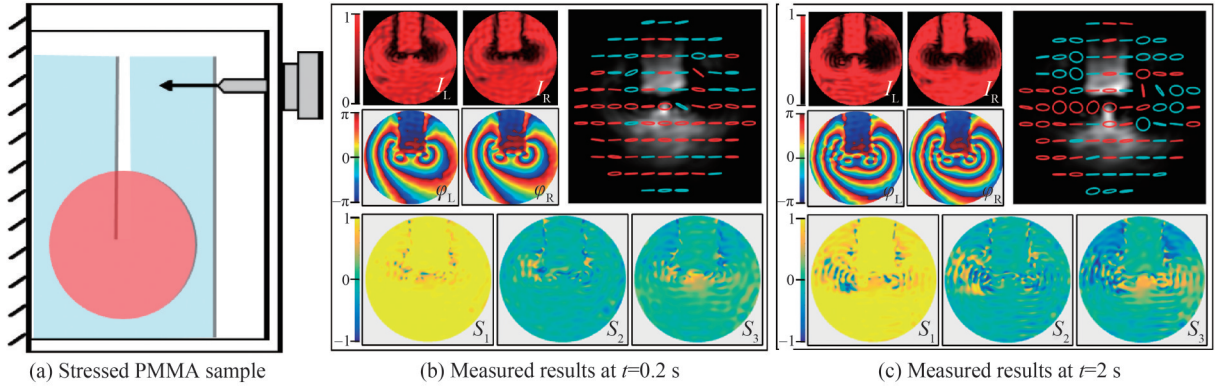 1
0
I_L
I_R
π
0
-π
φ_L
φ_R
1
0
-1
S_1
S_2
S_3
1
0
I_L
I_R
π
0
-π
φ_L
φ_R
1
0
-1
S_1
S_2
S_3
(a) Stressed PMMA sample
(b) Measured results at t=0.2 s
(c) Measured results at t=2 s